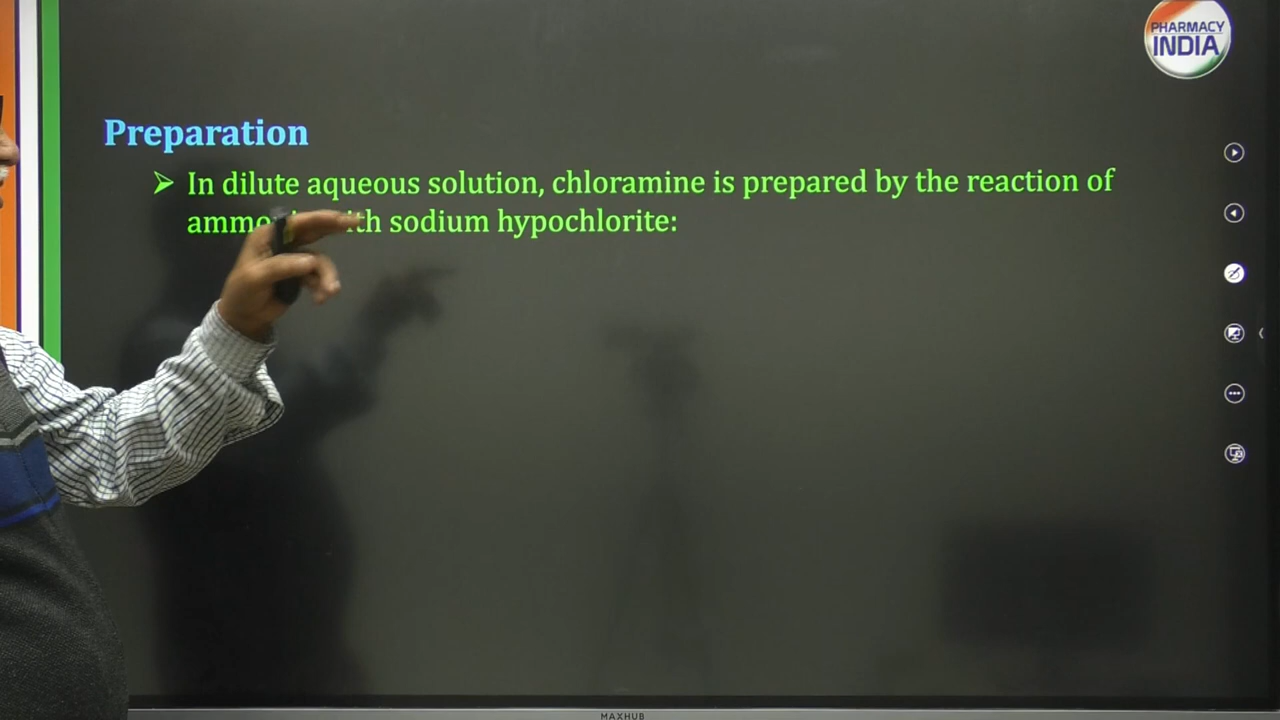 PHARMACY
INDIA
Preparation
➤ In dilute aqueous solution, chloramine is prepared by the reaction of
sodium hypochlorite:
MAXHUB